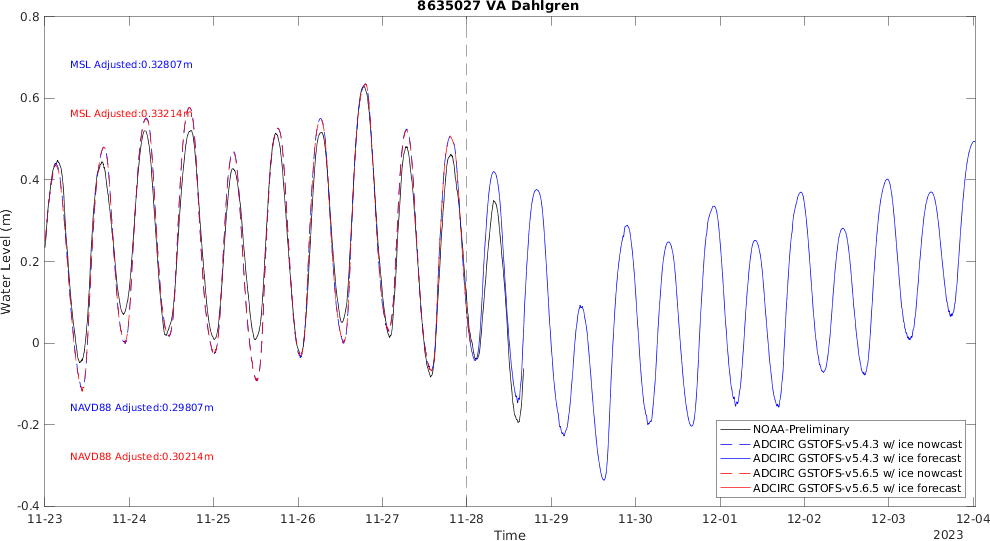 8635027 VA Dahlgren
Water Level (m)
0.8
0.6
0.4
0.2
0
-0.2
-0.4
MSL Adjusted:0.32807m
MSL Adjusted:0.33214m
NAVD88 Adjusted:0.29807m
NAVD88 Adjusted:0.30214m
NOAA-Preliminary
ADCIRC GSTOFS-v5.4.3 w/ ice nowcast
ADCIRC GSTOFS-v5.4.3 w/ ice forecast
ADCIRC GSTOFS-v5.6.5 w/ ice nowcast
ADCIRC GSTOFS-v5.6.5 w/ ice forecast
11-23 11-24 11-25 11-26 11-27 11-28 11-29 11-30 12-01 12-02 12-03 12-04
Time
2023